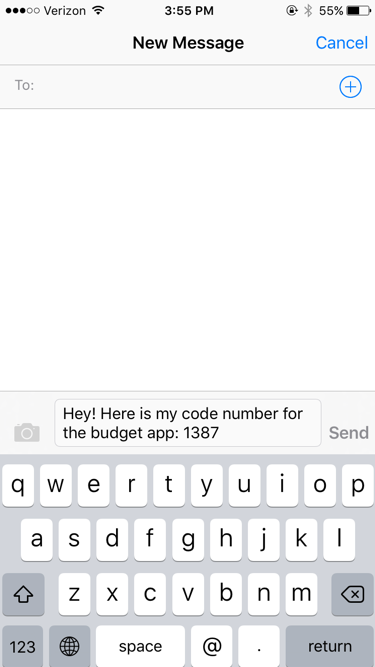 Verizon 3:55 PM 55%
New Message Cancel
To:
Hey! Here is my code number for
the budget app: 1387
Send
q w e r t y u i o p
a s d f g h j k l
z x c v b n m
123 space @ . return